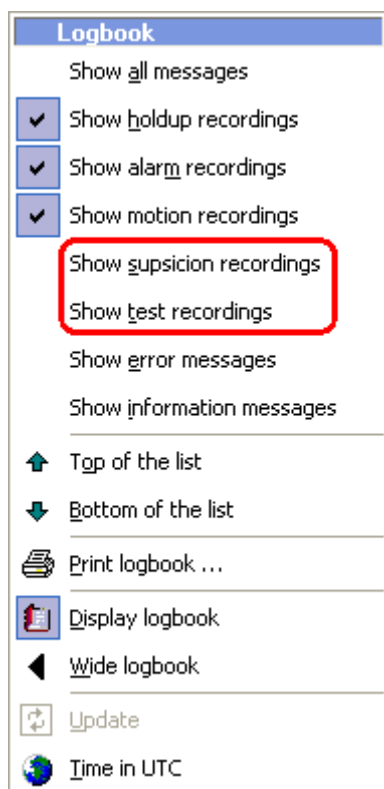 Logbook
Show all messages
Show holdup recordings
Show alarm recordings
Show motion recordings
Show supsicion recordings
Show test recordings
Show error messages
Show information messages
Top of the list
Bottom of the list
Print logbook ...
Display logbook
Wide logbook
Update
Time in UTC